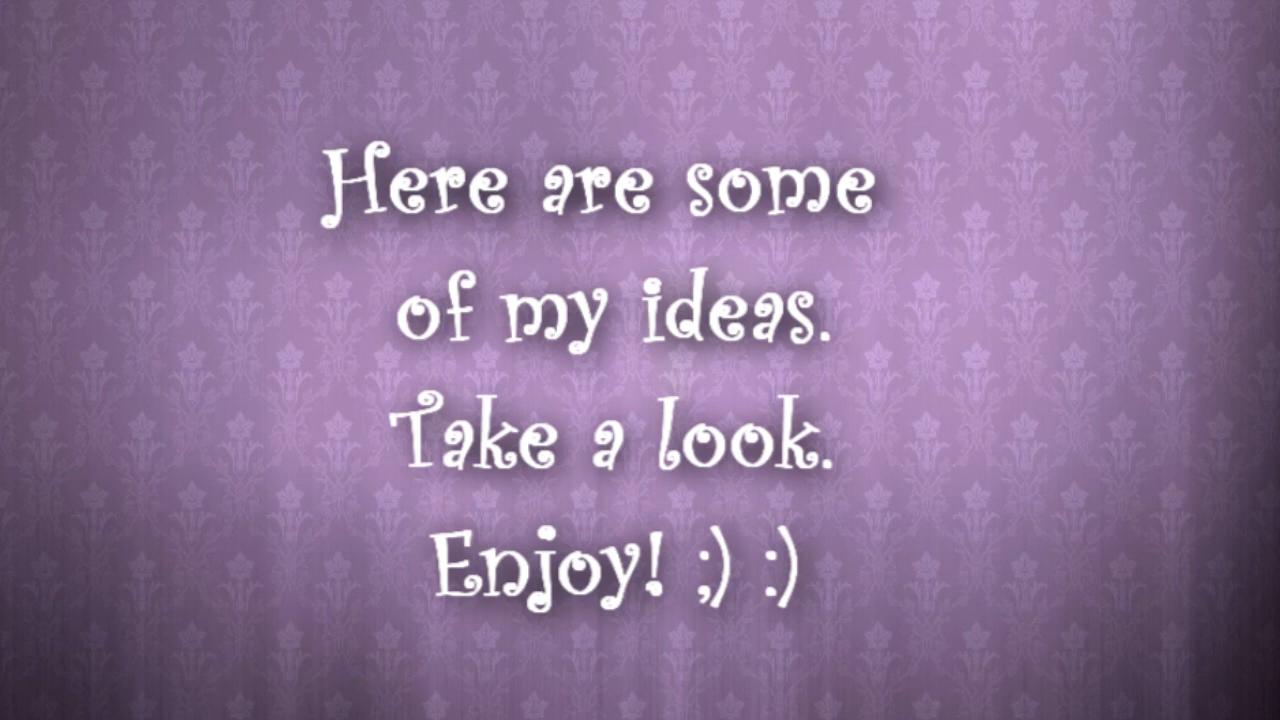 Here are some
of my ideas.
Take a look.
Enjoy! ;) :)